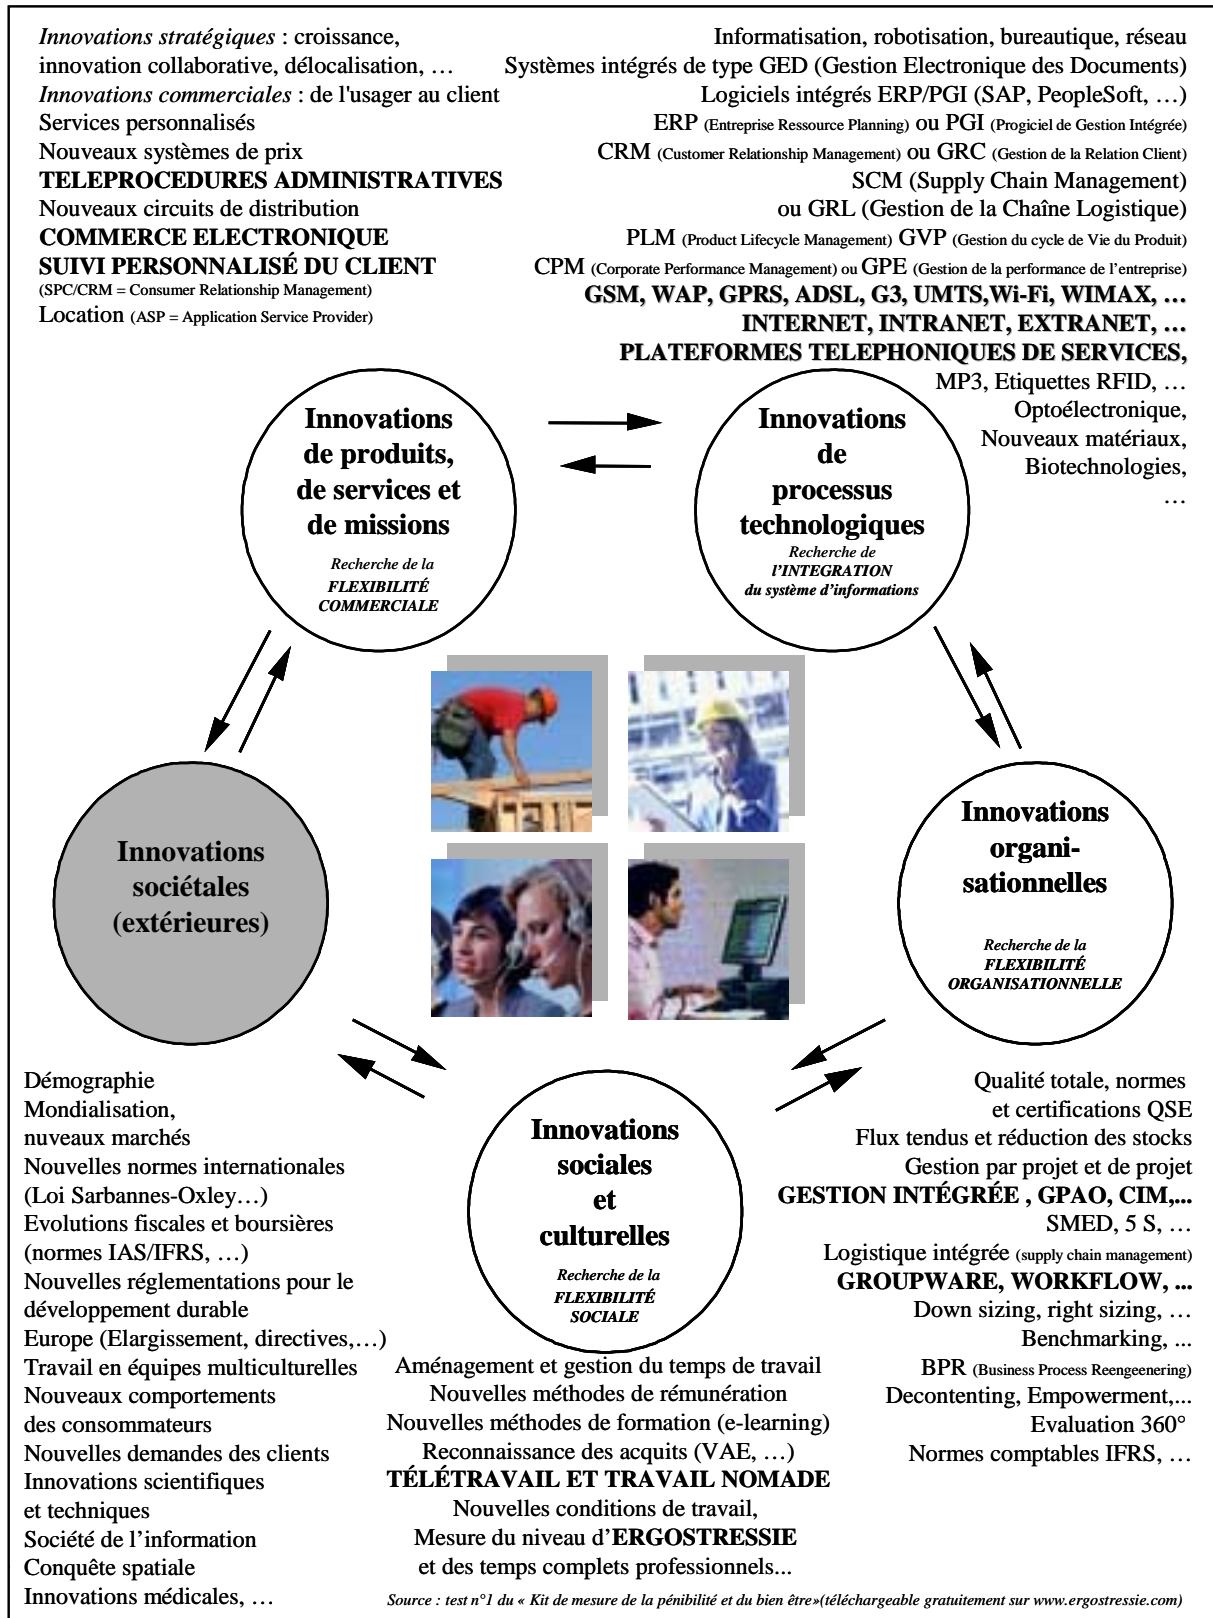 Innovations stratégiques : croissance,
innovation collaborative, délocalisation, …
Innovations commerciales : de l'usager au client
Services personnalisés
Nouveaux systèmes de prix
TELEPROCEDURES ADMINISTRATIVES
Nouveaux circuits de distribution
COMMERCE ELECTRONIQUE
SUIVI PERSONNALISÉ DU CLIENT
(SPC/CRM = Consumer Relationship Management)
Location (ASP = Application Service Provider)
Informatisation, robotisation, bureautique, réseau
Systèmes intégrés de type GED (Gestion Electronique des Documents)
Logiciels intégrés ERP/PGI (SAP, PeopleSoft, …)
ERP (Entreprise Ressource Planning) ou PGI (Progiciel de Gestion Intégrée)
CRM (Customer Relationship Management) ou GRC (Gestion de la Relation Client)
SCM (Supply Chain Management)
ou GRL (Gestion de la Chaîne Logistique)
PLM (Product Lifecycle Management) GVP (Gestion du cycle de Vie du Produit)
CPM (Corporate Performance Management) ou GPE (Gestion de la performance de l’entreprise)
GSM, WAP, GPRS, ADSL, G3, UMTS,Wi-Fi, WIMAX, …
INTERNET, INTRANET, EXTRANET, …
PLATEFORMES TELEPHONIQUES DE SERVICES,
MP3, Etiquettes RFID, …
Optoélectronique,
Nouveaux matériaux,
Biotechnologies,
…
Innovations
de produits,
de services et
de missions
Recherche de la
FLEXIBILITÉ
COMMERCIALE
Innovations
de
processus
technologiques
Recherche de
l’INTEGRATION
du système d’informations
Innovations
sociétales
(extérieures)
Innovations
organi-
sationnelles
Recherche de la
FLEXIBILITÉ
ORGANISATIONNELLE
Innovations
sociales
et
culturelles
Recherche de la
FLEXIBILITÉ
SOCIALE
Démographie
Mondialisation,
nuveaux marchés
Nouvelles normes internationales
(Loi Sarbannes-Oxley…)
Evolutions fiscales et boursières
(normes IAS/IFRS, …)
Nouvelles réglementations pour le
développement durable
Europe (Elargissement, directives,…)
Travail en équipes multiculturelles
Nouveaux comportements
des consommateurs
Nouvelles demandes des clients
Innovations scientifiques
et techniques
Société de l’information
Conquête spatiale
Innovations médicales, …
Aménagement et gestion du temps de travail
Nouvelles méthodes de rémunération
Nouvelles méthodes de formation (e-learning)
Reconnaissance des acquits (VAE, …)
TÉLÉTRAVAIL ET TRAVAIL NOMADE
Nouvelles conditions de travail,
Mesure du niveau d’ERGOSTRESSIE
et des temps complets professionnels...
Qualité totale, normes
et certifications QSE
Flux tendus et réduction des stocks
Gestion par projet et de projet
GESTION INTÉGRÉE , GPAO, CIM,...
SMED, 5 S, …
Logistique intégrée (supply chain management)
GROUPWARE, WORKFLOW, ...
Down sizing, right sizing, …
Benchmarking, ...
BPR (Business Process Reengeenering)
Decontenting, Empowerment,...
Evaluation 360°
Normes comptables IFRS, …
Source : test n°1 du « Kit de mesure de la pénibilité et du bien être»(téléchargeable gratuitement sur www.ergostressie.com)